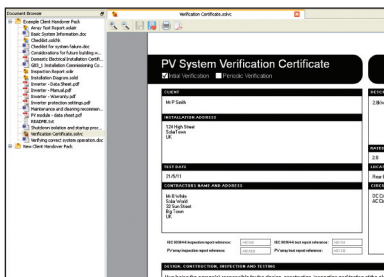 Document Browser
Verification Certificate.solvc
Example Client Handover Pack
Array Test Report.solatr
Basic System Information.doc
Checklist.solchk
Checklist for system failure.doc
Considerations for future building w...
Domestic Electrical Installation Certif...
G83_1 Installation Commissioning Co...
Inspection Report.solir
Installation Diagram.solid
Inverter - Data Sheet.pdf
Inverter - Manual.pdf
Inverter - Warranty.pdf
Inverter protection settings.pdf
Maintenance and cleaning recommen...
PV module - data sheet.pdf
README.txt
Shutdown isolation and startup proc...
Verification Certificate.solvc
Verifying correct system operation.doc
New Client Handover Pack
PV System Verification Certificate
Initial Verification Periodic Verification
CLIENT
Mr P Smith
INSTALLATION ADDRESS
12A High Street
SolarTown
UK
TEST DATE
21/5/11
CONTRACTORS NAME AND ADDRESS
Mr B White
Solar World
32 Sun Street
Big Town
UK
IEC 60364-6 inspection report reference:
IEC 60364-6 test report reference:
PV array inspection report reference:
PV array test report reference:
DESIGN, CONSTRUCTION, INSPECTION AND TESTING
2.8